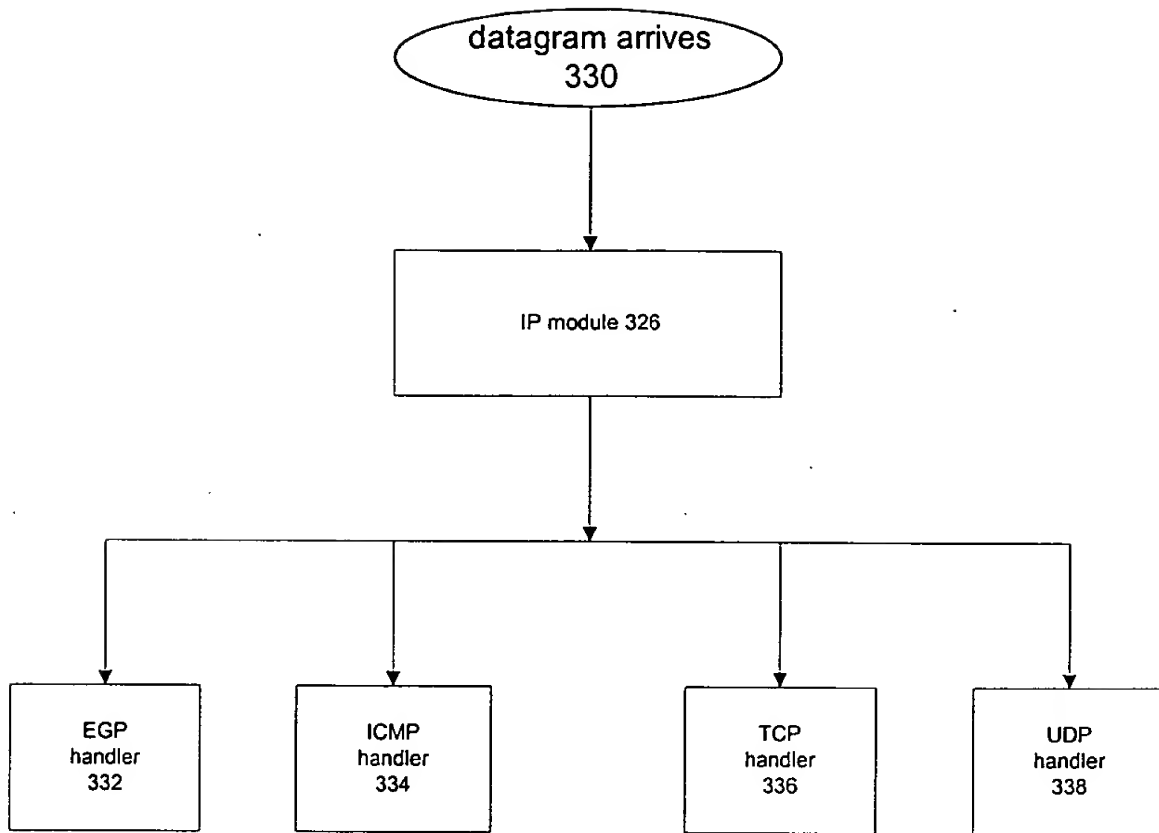 datagram arrives
330
IP module 326
EGP
handler
332
ICMP
handler
334
TCP
handler
336
UDP
handler
338